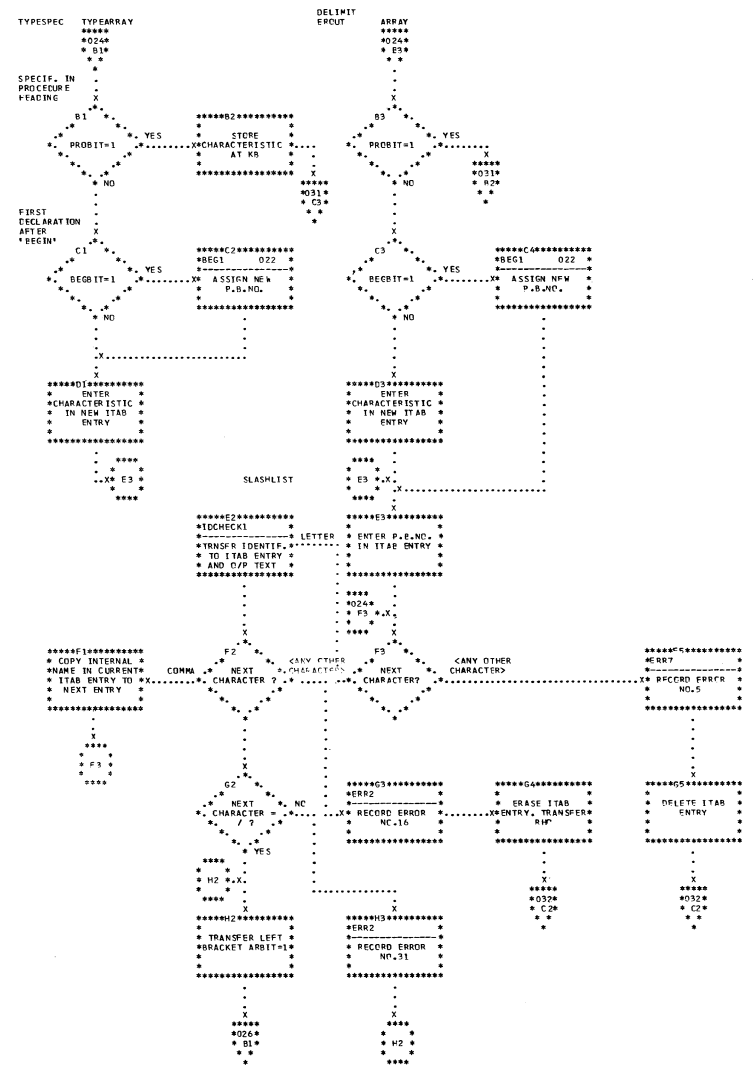 DELIMIT
TYPESPEC TYPEARRAY ERROUT ARRAY
*024* *024*
* B1* * E3*
SPECIF. IN
PROCEDURE
HEADING
B1 *****B2********** B3
YES * STORE * YES
PROBIT=1 *CHARACTERISTIC * PROBIT=1
* AT KB *
NO *031* NO *031*
* C3* * B2*
FIRST
DECLARATION
AFTER
'BEGIN'
C1 *****C2********** C3 *****C4**********
*BEG1 022 * *BEG1 022 *
BEGBIT=1 YES * ASSIGN NEW * BEGBIT=1 YES * ASSIGN NEW *
* P.B.NO. * * P.B.NO. *
NO NO
*****D1********** *****D3**********
* ENTER * * ENTER *
*CHARACTERISTIC * *CHARACTERISTIC *
* IN NEW ITAB * * IN NEW ITAB *
* ENTRY * * ENTRY *
* E3 * SLASHLIST * E3 *
*****E2********** *****E3**********
*IDCHECK1 *
*---------------* LETTER * ENTER P.B.NO. *
*TRNSFR IDENTIF.* * IN ITAB ENTRY *
* TO ITAB ENTRY *
* AND O/P TEXT *
*024*
* F3 *
*****F1********** F2 F3 *****F5**********
* COPY INTERNAL * <ANY OTHER <ANY OTHER *ERR7 *
*NAME IN CURRENT* COMMA NEXT CHARACTER> NEXT CHARACTER> *---------------*
* ITAB ENTRY TO * CHARACTER ? CHARACTER? * RECORD ERROR *
* NEXT ENTRY * * NO.5 *
* E3 *
G2 *****G3********** *****G4********** *****G5**********
*ERR2 *
NEXT NO *---------------* * ERASE ITAB * * DELETE ITAB *
CHARACTER = * RECORD ERROR * *ENTRY. TRANSFER* * ENTRY *
/ ? * NO.16 * * RHP *
YES
* H2 *
*032* *032*
* C2* * C2*
*****H2********** *****H3**********
*ERR2 *
* TRANSFER LEFT * *---------------*
*BRACKET ARBIT=1* * RECORD ERROR *
* NO.31 *
*026*
* B1* * H2 *